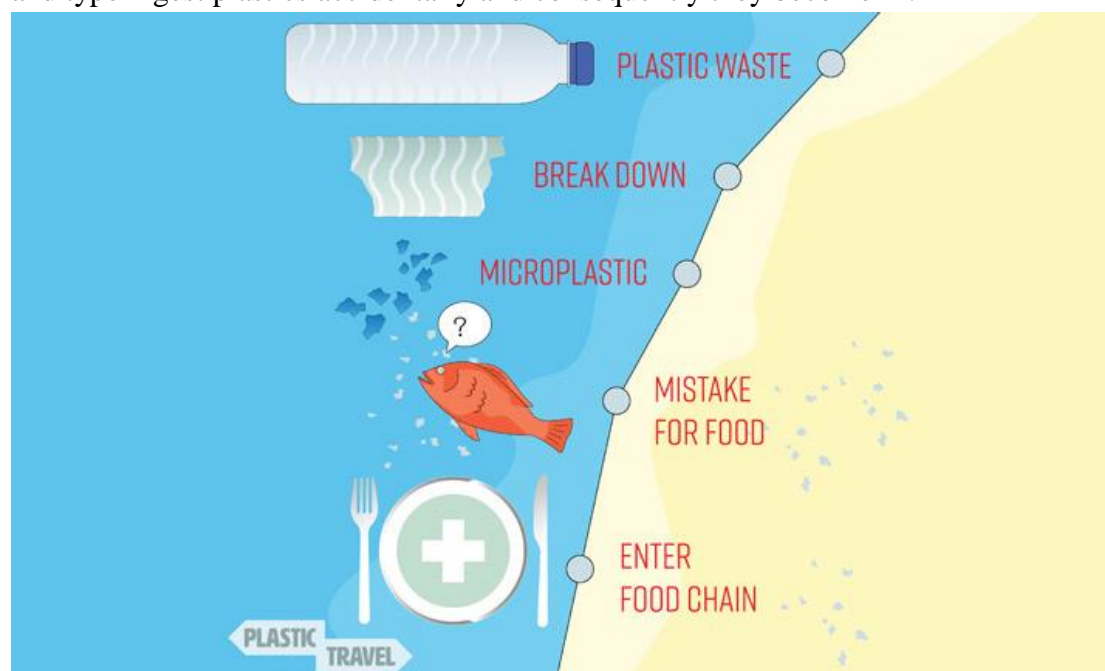 PLASTIC WASTE
BREAK DOWN
MICROPLASTIC
?
MISTAKE
FOR FOOD
ENTER
FOOD CHAIN
PLASTIC
TRAVEL